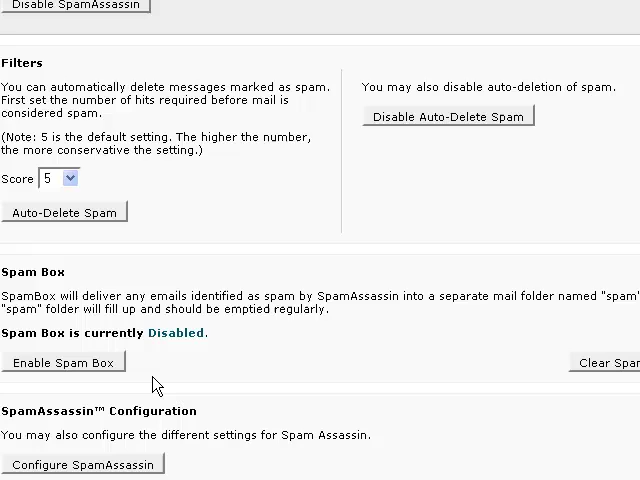 Disable SpamAssassin
Filters
You can automatically delete messages marked as spam.
First set the number of hits required before mail is
considered spam.
(Note: 5 is the default setting. The higher the number,
the more conservative the setting.)
Score 5
Auto-Delete Spam
You may also disable auto-deletion of spam.
Disable Auto-Delete Spam
Spam Box
SpamBox will deliver any emails identified as spam by SpamAssassin into a separate mail folder named "spam"
"spam" folder will fill up and should be emptied regularly.
Spam Box is currently Disabled.
Enable Spam Box
Clear Spam
SpamAssassin™ Configuration
You may also configure the different settings for Spam Assassin.
Configure SpamAssassin